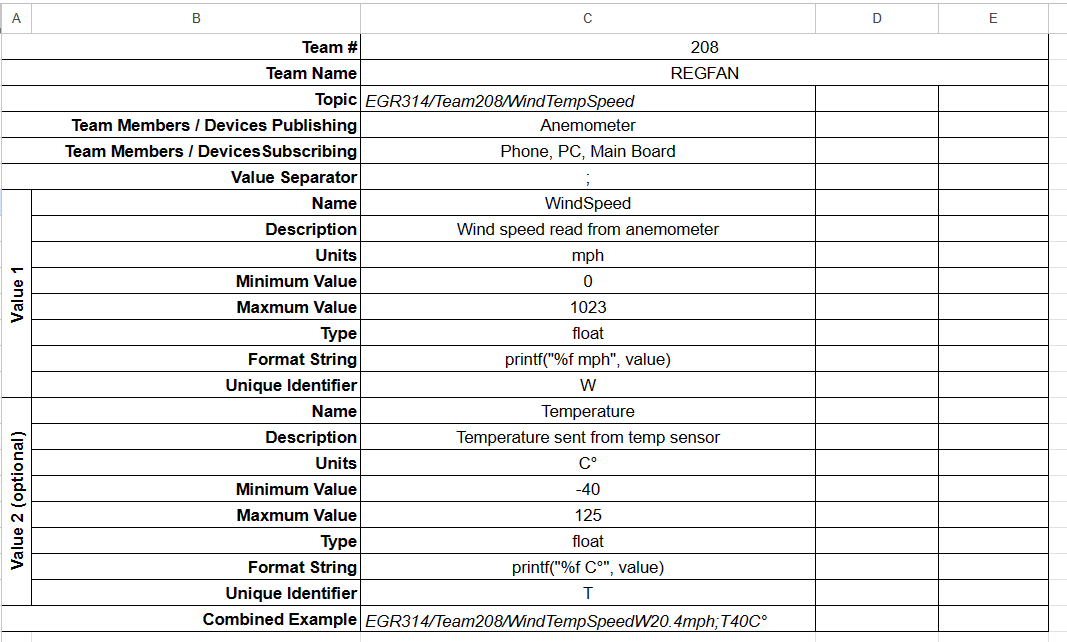 A B C D E
Team # 208
Team Name REGFAN
Topic EGR314/Team208/WindTempSpeed
Team Members / Devices Publishing Anemometer
Team Members / DevicesSubscribing Phone, PC, Main Board
Value Separator ;
Value 1
Name WindSpeed
Description Wind speed read from anemometer
Units mph
Minimum Value 0
Maxmum Value 1023
Type float
Format String printf("%f mph", value)
Unique Identifier W
Value 2 (optional)
Name Temperature
Description Temperature sent from temp sensor
Units C°
Minimum Value -40
Maxmum Value 125
Type float
Format String printf("%f C°", value)
Unique Identifier T
Combined Example EGR314/Team208/WindTempSpeedW20.4mph;T40C°